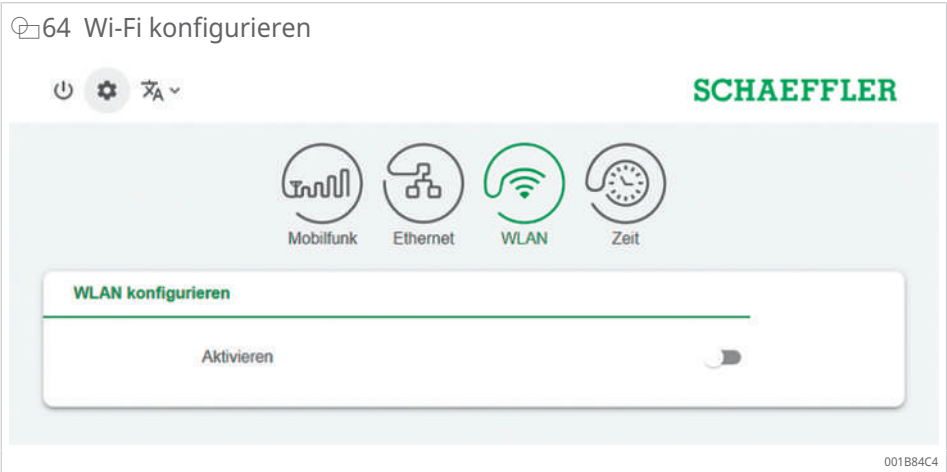 64 Wi-Fi konfigurieren
SCHAEFFLER
Mobilfunk Ethernet WLAN Zeit
WLAN konfigurieren
Aktivieren
001B84C4